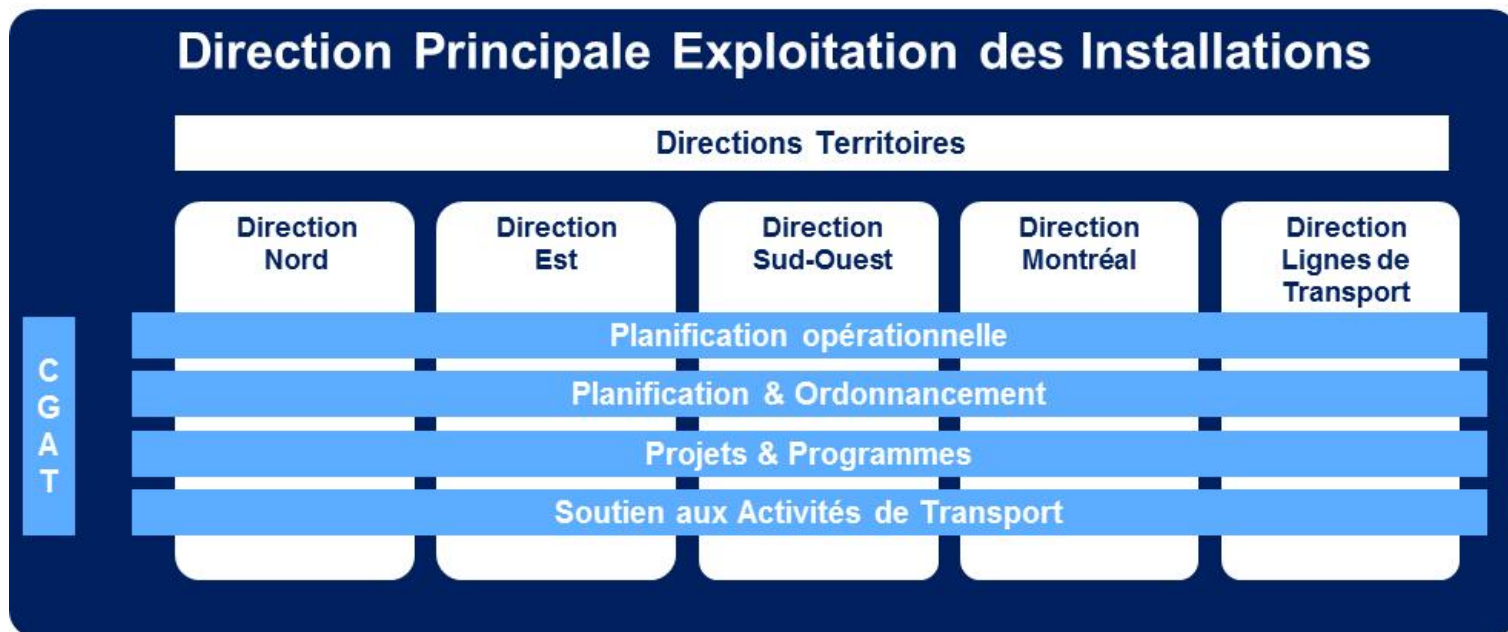 Direction Principale Exploitation des Installations
Directions Territoires
Direction
Nord
Direction
Est
Direction
Sud-Ouest
Direction
Montréal
Direction
Lignes de
Transport
C
G
A
T
Planification opérationnelle
Planification & Ordonnancement
Projets & Programmes
Soutien aux Activités de Transport